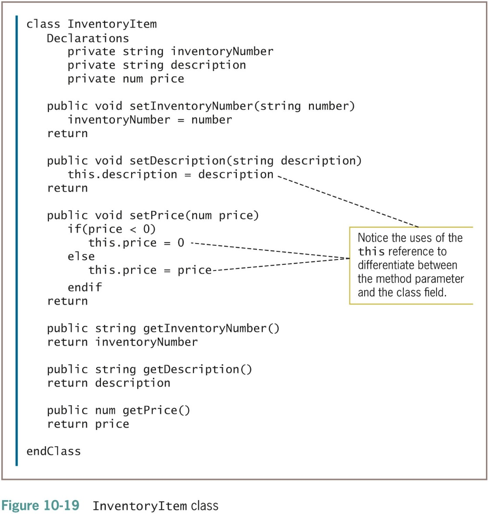 class InventoryItem
Declarations
private string inventoryNumber
private string description
private num price
public void setInventoryNumber(string number)
inventoryNumber = number
return
public void setDescription(string description)
this.description = description
return
public void setPrice(num price)
if(price < 0)
this.price = 0
else
this.price = price
endif
return
Notice the uses of the
this reference to
differentiate between
the method parameter
and the class field.
public string getInventoryNumber()
return inventoryNumber
public string getDescription()
return description
public num getPrice()
return price
endClass
Figure 10-19 InventoryItem class